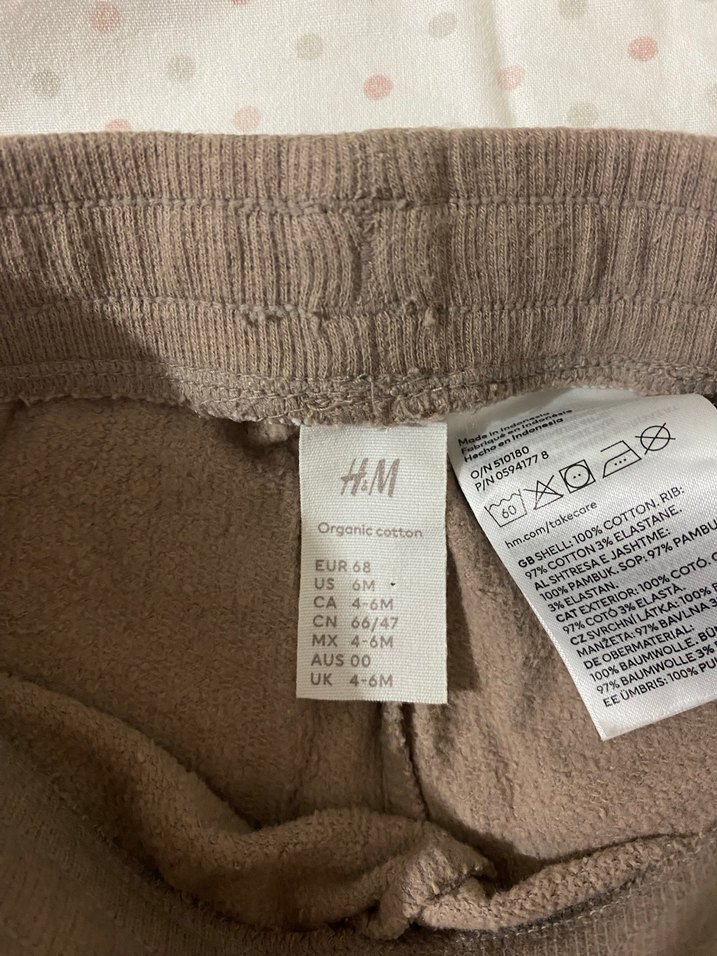 H&M
Organic cotton
EUR 68
US 6M
CA 4-6M
CN 66/47
MX 4-6M
AUS 00
UK 4-6M
Made in Indonesia
Fabriqué en Indonésie
Hecho en Indonesia
O/N 510180
P/N 0594177 8
60
hm.com/takecare
GB SHELL: 100% COTTON. RIB:
97% COTTON 3% ELASTANE.
AL SHTRESA E JASHTME:
100% PAMBUK. SOP: 97% PAMBU
3% ELASTAN.
CAT EXTERIOR: 100% COTÓ.
97% COTÓ 3% ELASTÀ.
CZ SVRCHNÍ LÁTKA: 100%
MANŽETA: 97% BAVLNA 3
DE OBERMATERIAL:
100% BAUMWOLLE. BÜ
97% BAUMWOLLE 3%
EE ÜMBRIS: 100% PU